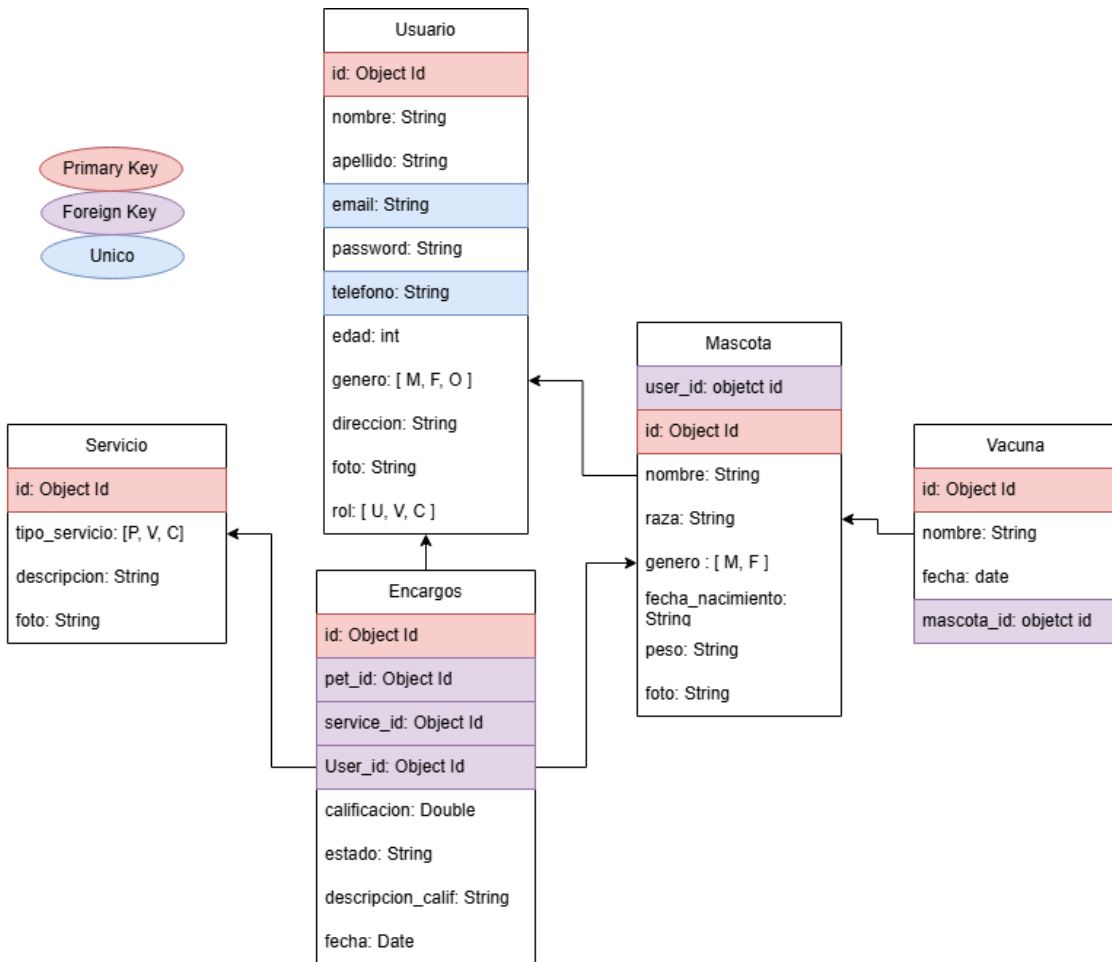 Usuario
id: Object Id
nombre: String
apellido: String
email: String
password: String
telefono: String
edad: int
genero: [ M, F, O ]
direccion: String
foto: String
rol: [ U, V, C ]
Primary Key
Foreign Key
Unico
Mascota
user_id: objetct id
id: Object Id
nombre: String
raza: String
genero : [ M, F ]
fecha_nacimiento:
String
peso: String
foto: String
Servicio
id: Object Id
tipo_servicio: [P, V, C]
descripcion: String
foto: String
Vacuna
id: Object Id
nombre: String
fecha: date
mascota_id: objetct id
Encargos
id: Object Id
pet_id: Object Id
service_id: Object Id
User_id: Object Id
calificacion: Double
estado: String
descripcion_calif: String
fecha: Date